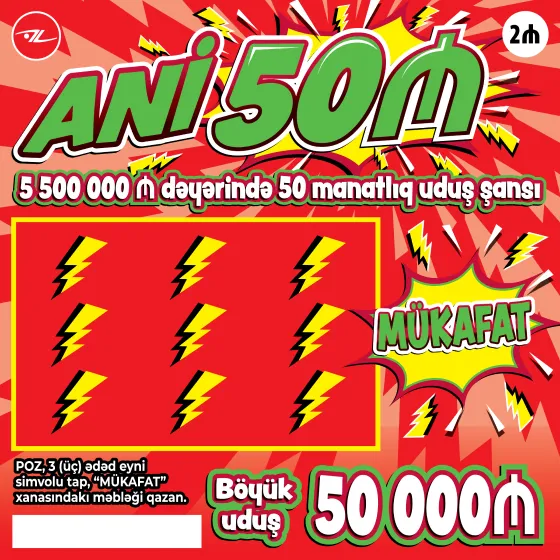 2₼
ANİ 50₼
5 500 000 ₼ dəyərində 50 manatlıq uduş şansı
MÜKAFAT
POZ, 3 (üç) ədəd eyni
simvolu tap, “MÜKAFAT”
xanasındakı məbləği qazan.
Böyük
uduş
50 000₼